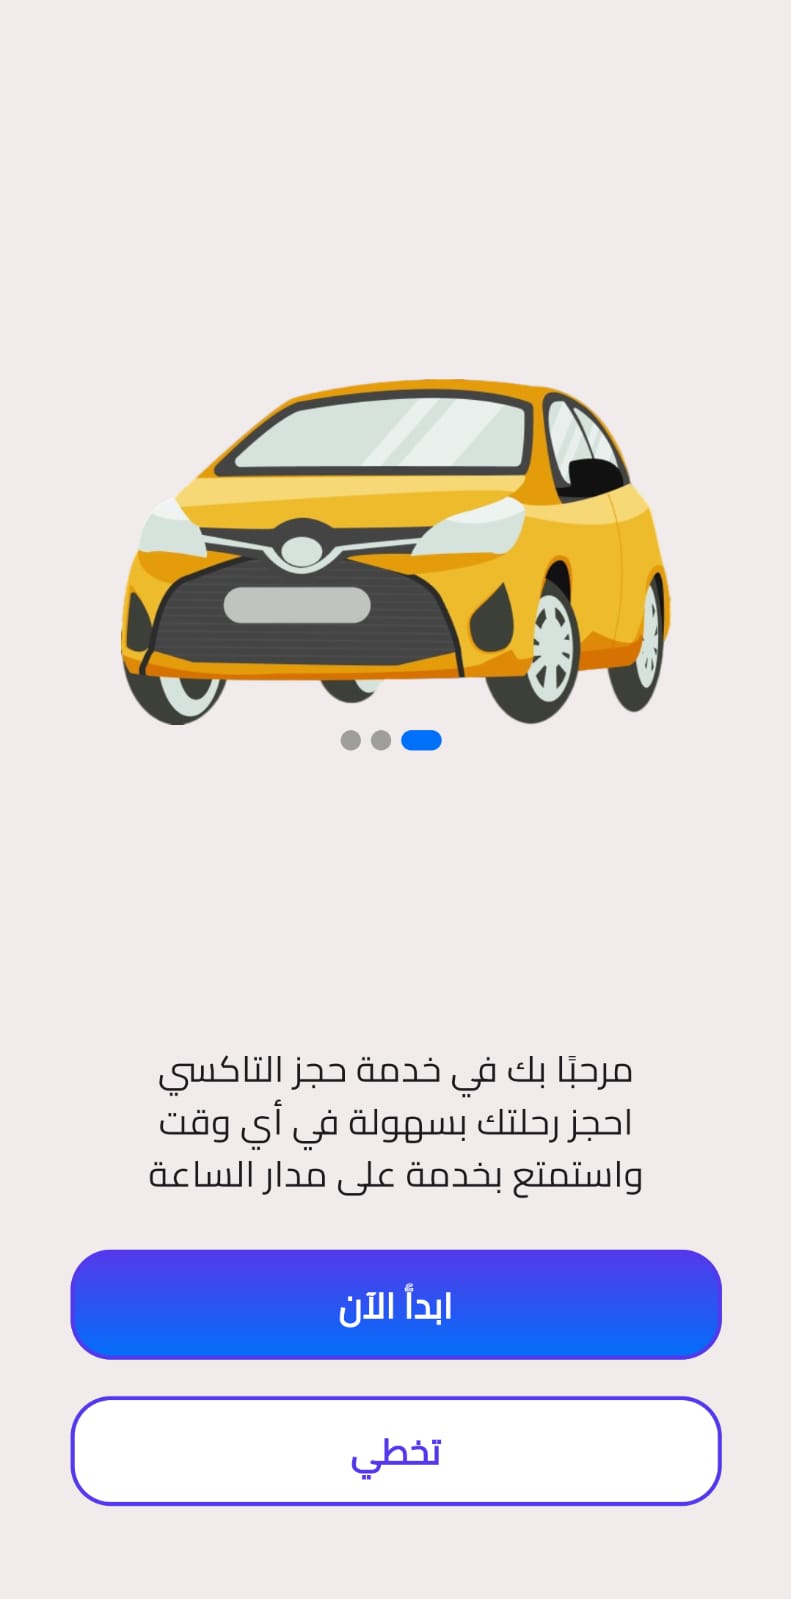 مرحبًا بك في خدمة حجز التاكسي
احجز رحلتك بسهولة في أي وقت
واستمتع بخدمة على مدار الساعة
ابدأ الآن
تخطي